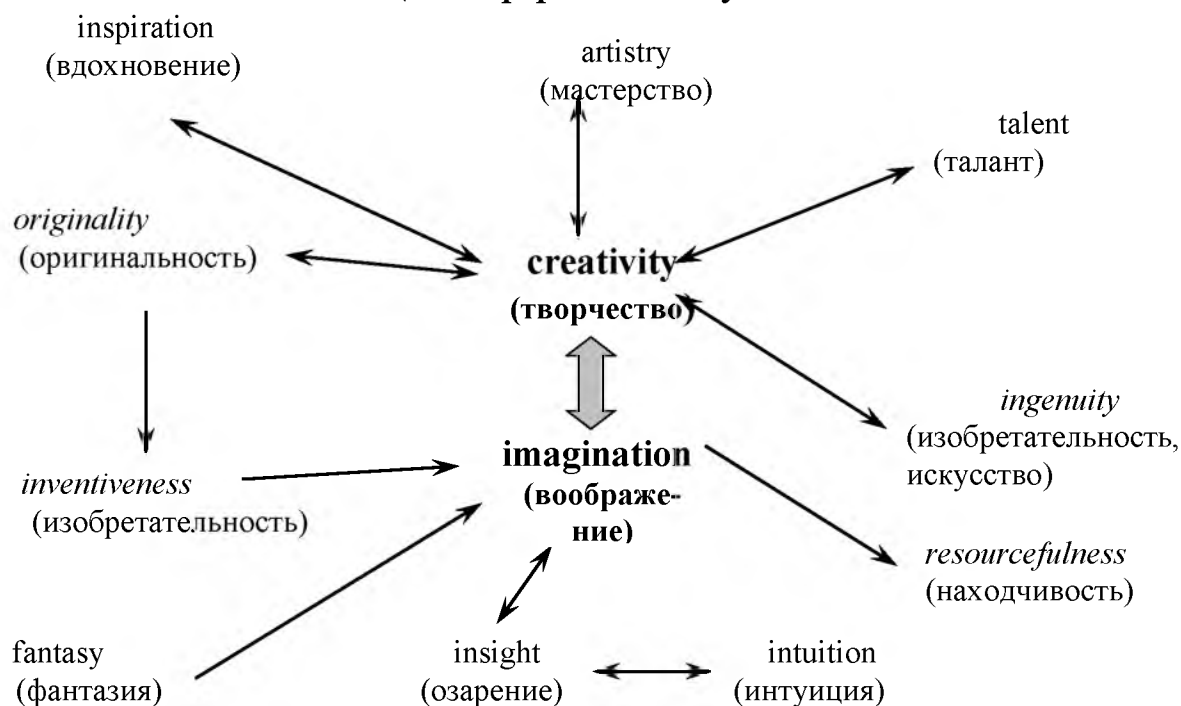 inspiration
(вдохновение)
artistry
(мастерство)
talent
(талант)
originality
(оригинальность)
creativity
(творчество)
ingenuity
(изобретательность,
искусство)
imagination
(воображе-
ние)
inventiveness
(изобретательность)
resourcefulness
(находчивость)
fantasy
(фантазия)
insight
(озарение)
intuition
(интуиция)